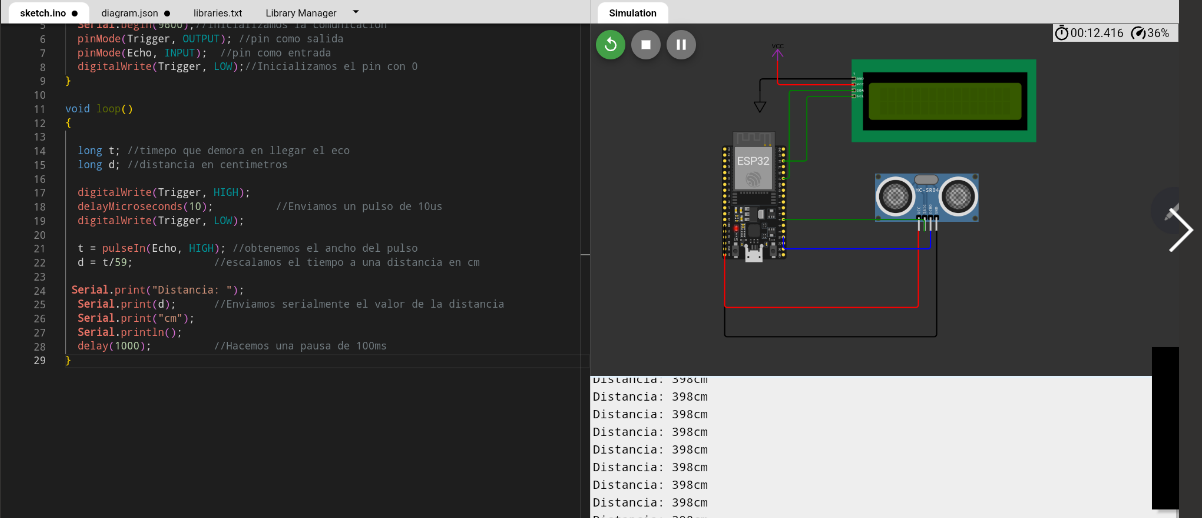 sketch.ino
diagram.json
libraries.txt
Library Manager
Simulation
5 Serial.begin(9600);//Inicializamos la comunicación
6 pinMode(Trigger, OUTPUT); //pin como salida
7 pinMode(Echo, INPUT);  //pin como entrada
8 digitalWrite(Trigger, LOW);//Inicializamos el pin con 0
9 }
10
11 void loop()
12 {
13
14 long t; //timepo que demora en llegar el eco
15 long d; //distancia en centimetros
16
17 digitalWrite(Trigger, HIGH);
18 delayMicroseconds(10);          //Enviamos un pulso de 10us
19 digitalWrite(Trigger, LOW);
20
21 t = pulseIn(Echo, HIGH); //obtenemos el ancho del pulso
22 d = t/59;             //escalamos el tiempo a una distancia en cm
23
24 Serial.print("Distancia: ");
25 Serial.print(d);      //Enviamos serialmente el valor de la distancia
26 Serial.print("cm");
27 Serial.println();
28 delay(1000);          //Hacemos una pausa de 100ms
29 }
00:12.416
36%
VCC
ESP32
HC-SR04
Distancia: 398cm
Distancia: 398cm
Distancia: 398cm
Distancia: 398cm
Distancia: 398cm
Distancia: 398cm
Distancia: 398cm
Distancia: 398cm